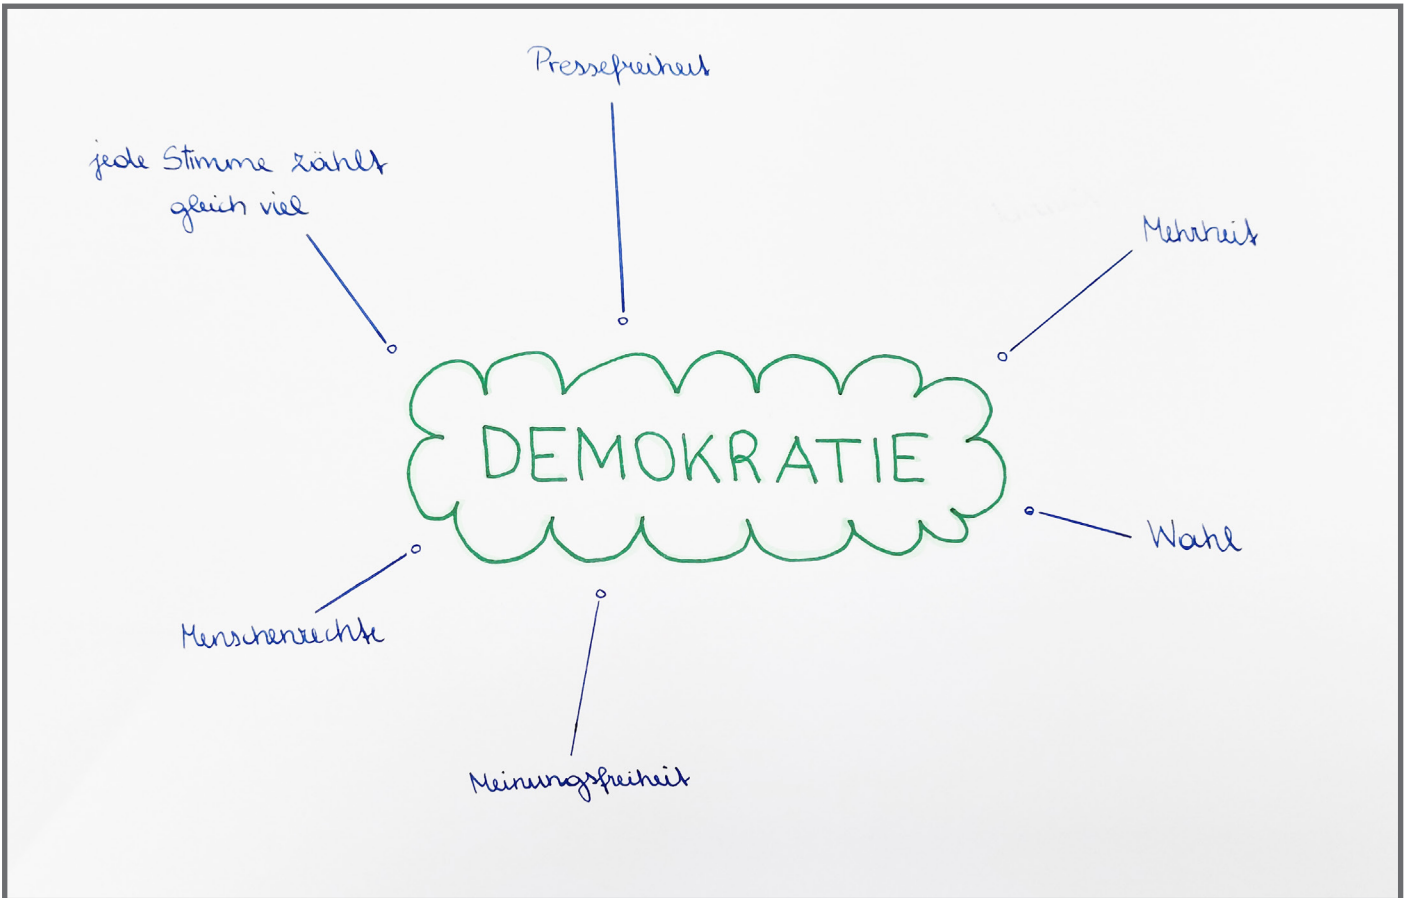 Pressefreiheit
jede Stimme zählt
gleich viel
Mehrheit
DEMOKRATIE
Wahl
Menschenrechte
Meinungsfreiheit